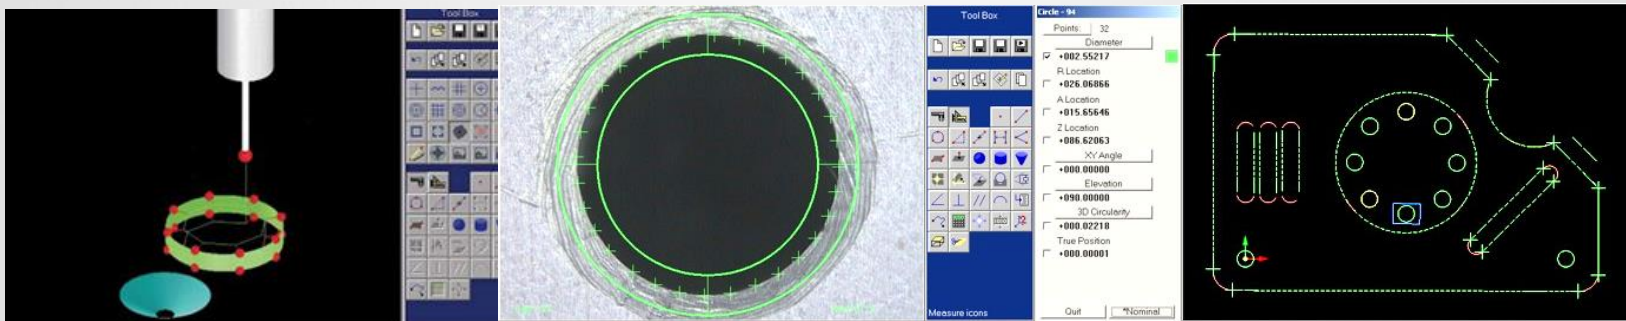 Tool Box
Tool Box
Measure icons
Circle - 94
Points: 32
Diameter
+002.55217
R Location
+026.06866
A Location
+015.65646
Z Location
+086.62063
XY Angle
+000.00000
Elevation
+090.00000
3D Circularity
+000.02218
True Position
+000.00001
Quit
*Nominal